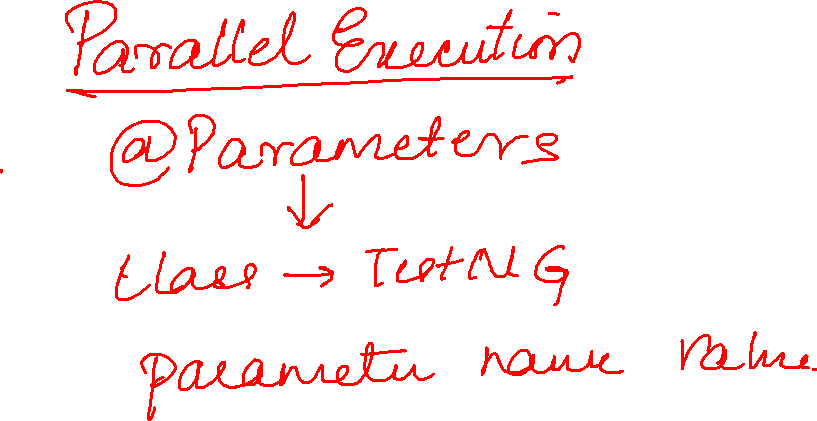 Parallel Execution
@Parameters
↓
class → TestNG
parameter name value.